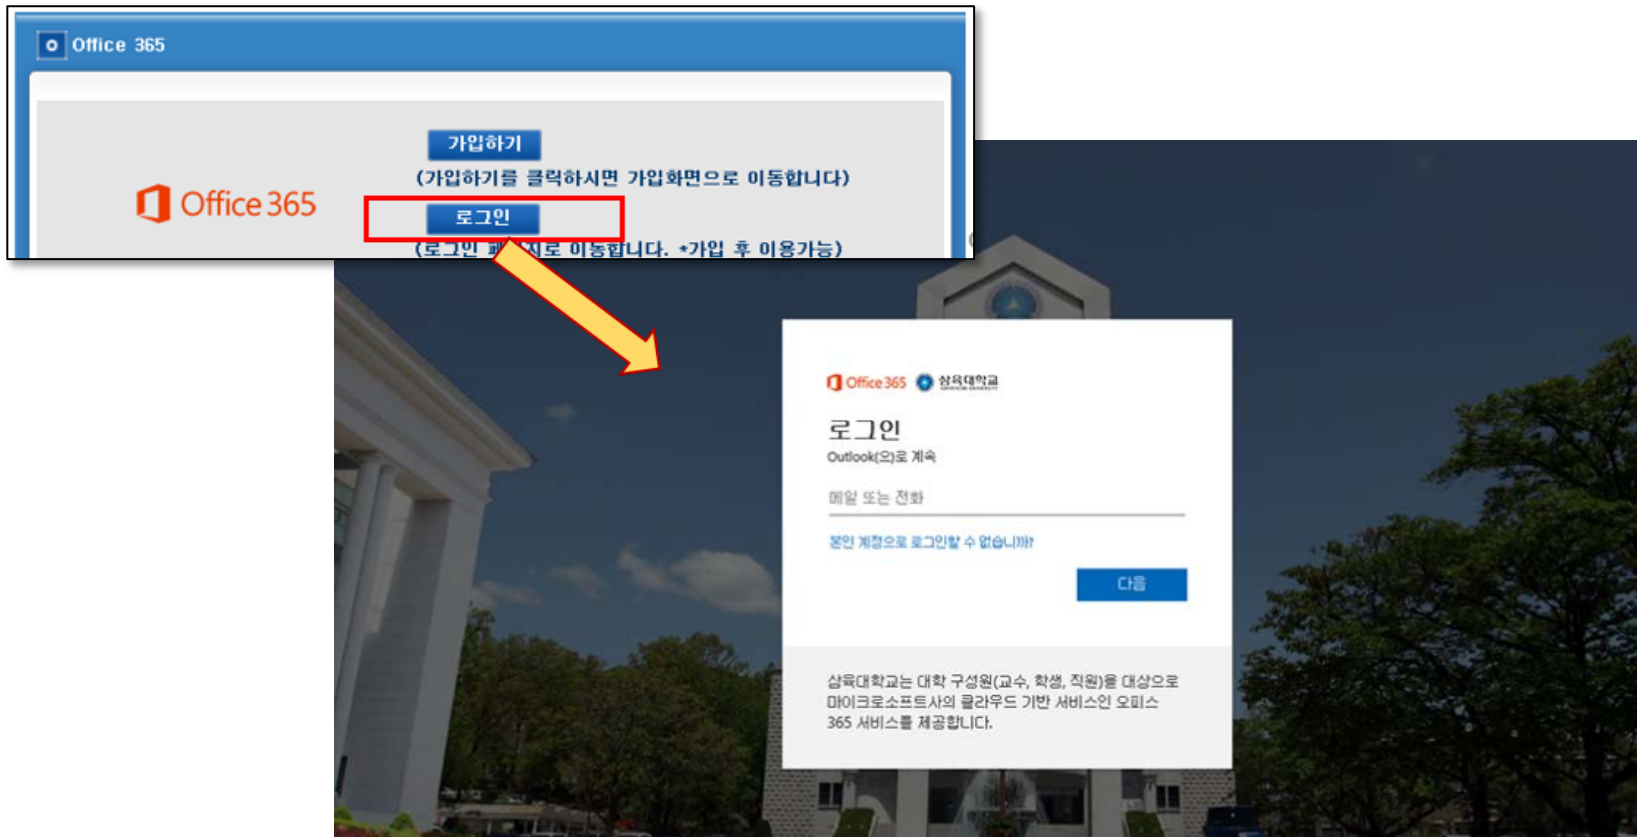 Office 365
가입하기
(가입하기를 클릭하시면 가입화면으로 이동합니다)
Office 365
로그인
(로그인 지로 이동합니다. *가입 후 이용가능)
Office 365 삼육대학교
로그인
Outlook(으)로 계속
메일 또는 전화
본인 계정으로 로그인할 수 없습니까?
다음
삼육대학교는 대학 구성원(교수, 학생, 직원)을 대상으로
마이크로소프트사의 클라우드 기반 서비스인 오피스
365 서비스를 제공합니다.